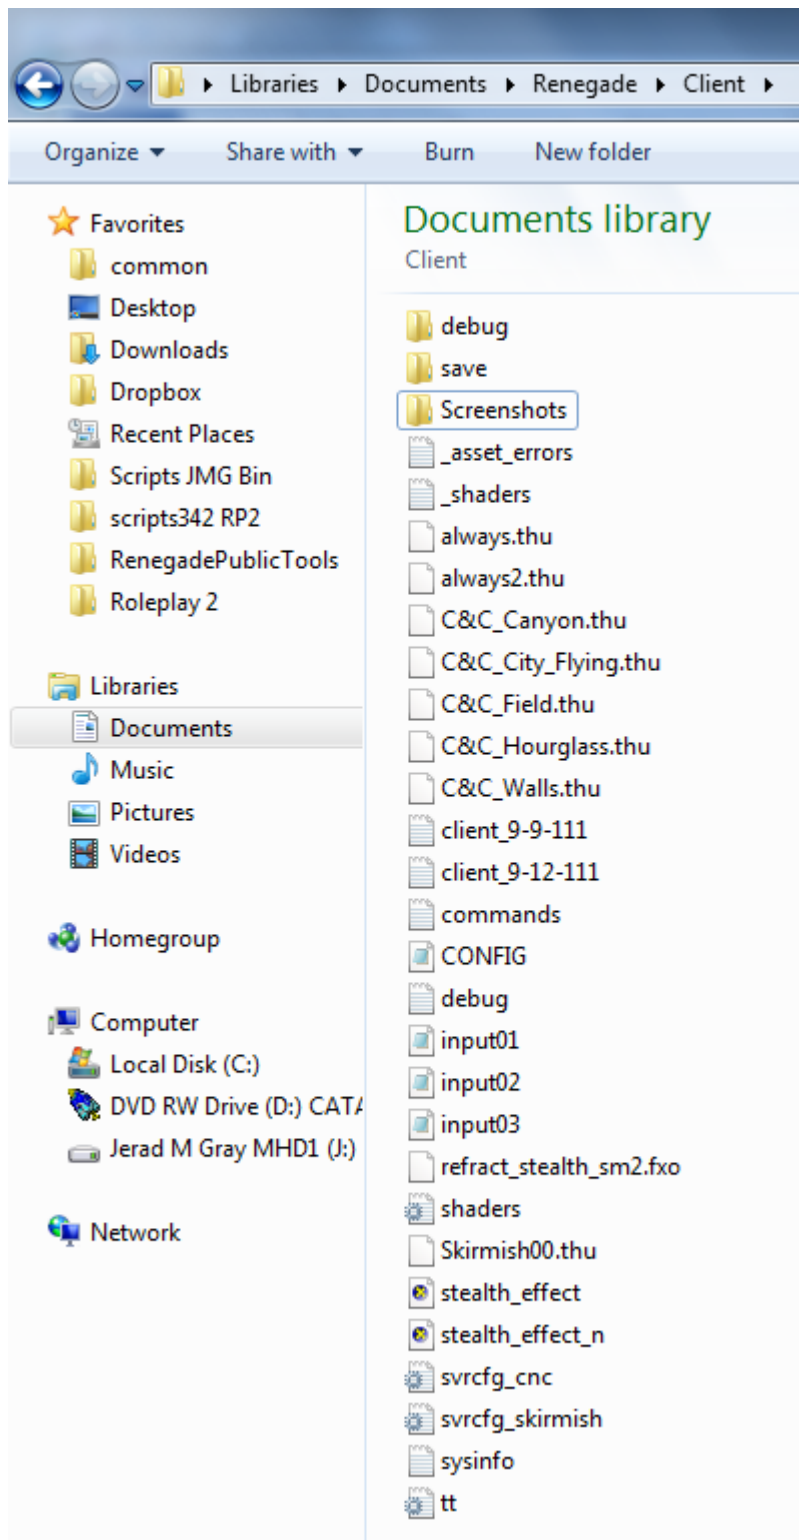 Libraries Documents Renegade Client
Organize Share with Burn New folder
Favorites
common
Desktop
Downloads
Dropbox
Recent Places
Scripts JMG Bin
scripts342 RP2
RenegadePublicTools
Roleplay 2
Libraries
Documents
Music
Pictures
Videos
Homegroup
Computer
Local Disk (C:)
DVD RW Drive (D:) CATA
Jerad M Gray MHD1 (J:)
Network
Documents library
Client
debug
save
Screenshots
_asset_errors
_shaders
always.thu
always2.thu
C&C_Canyon.thu
C&C_City_Flying.thu
C&C_Field.thu
C&C_Hourglass.thu
C&C_Walls.thu
client_9-9-111
client_9-12-111
commands
CONFIG
debug
input01
input02
input03
refract_stealth_sm2.fxo
shaders
Skirmish00.thu
stealth_effect
stealth_effect_n
svrcfg_cnc
svrcfg_skirmish
sysinfo
tt